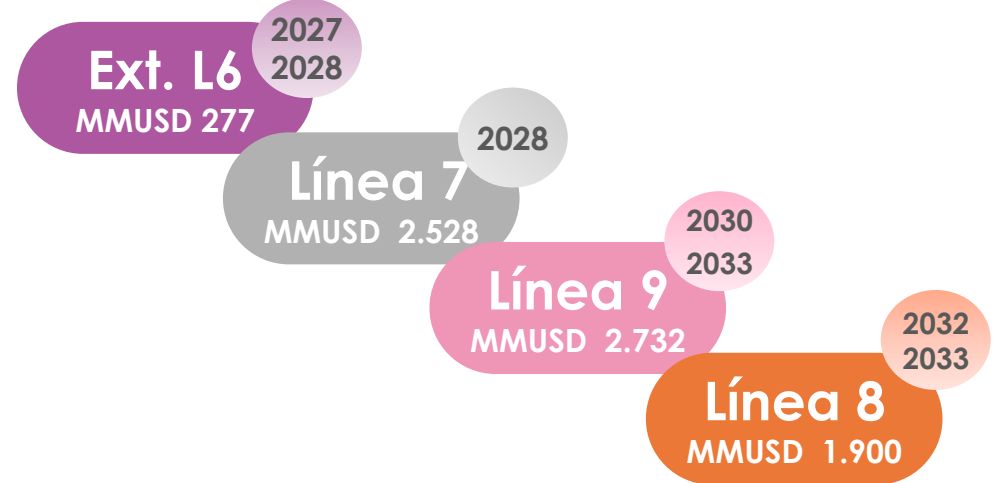 Ext. L6
MMUSD 277
2027
2028
Línea 7
MMUSD 2.528
2028
Línea 9
MMUSD 2.732
2030
2033
Línea 8
MMUSD 1.900
2032
2033